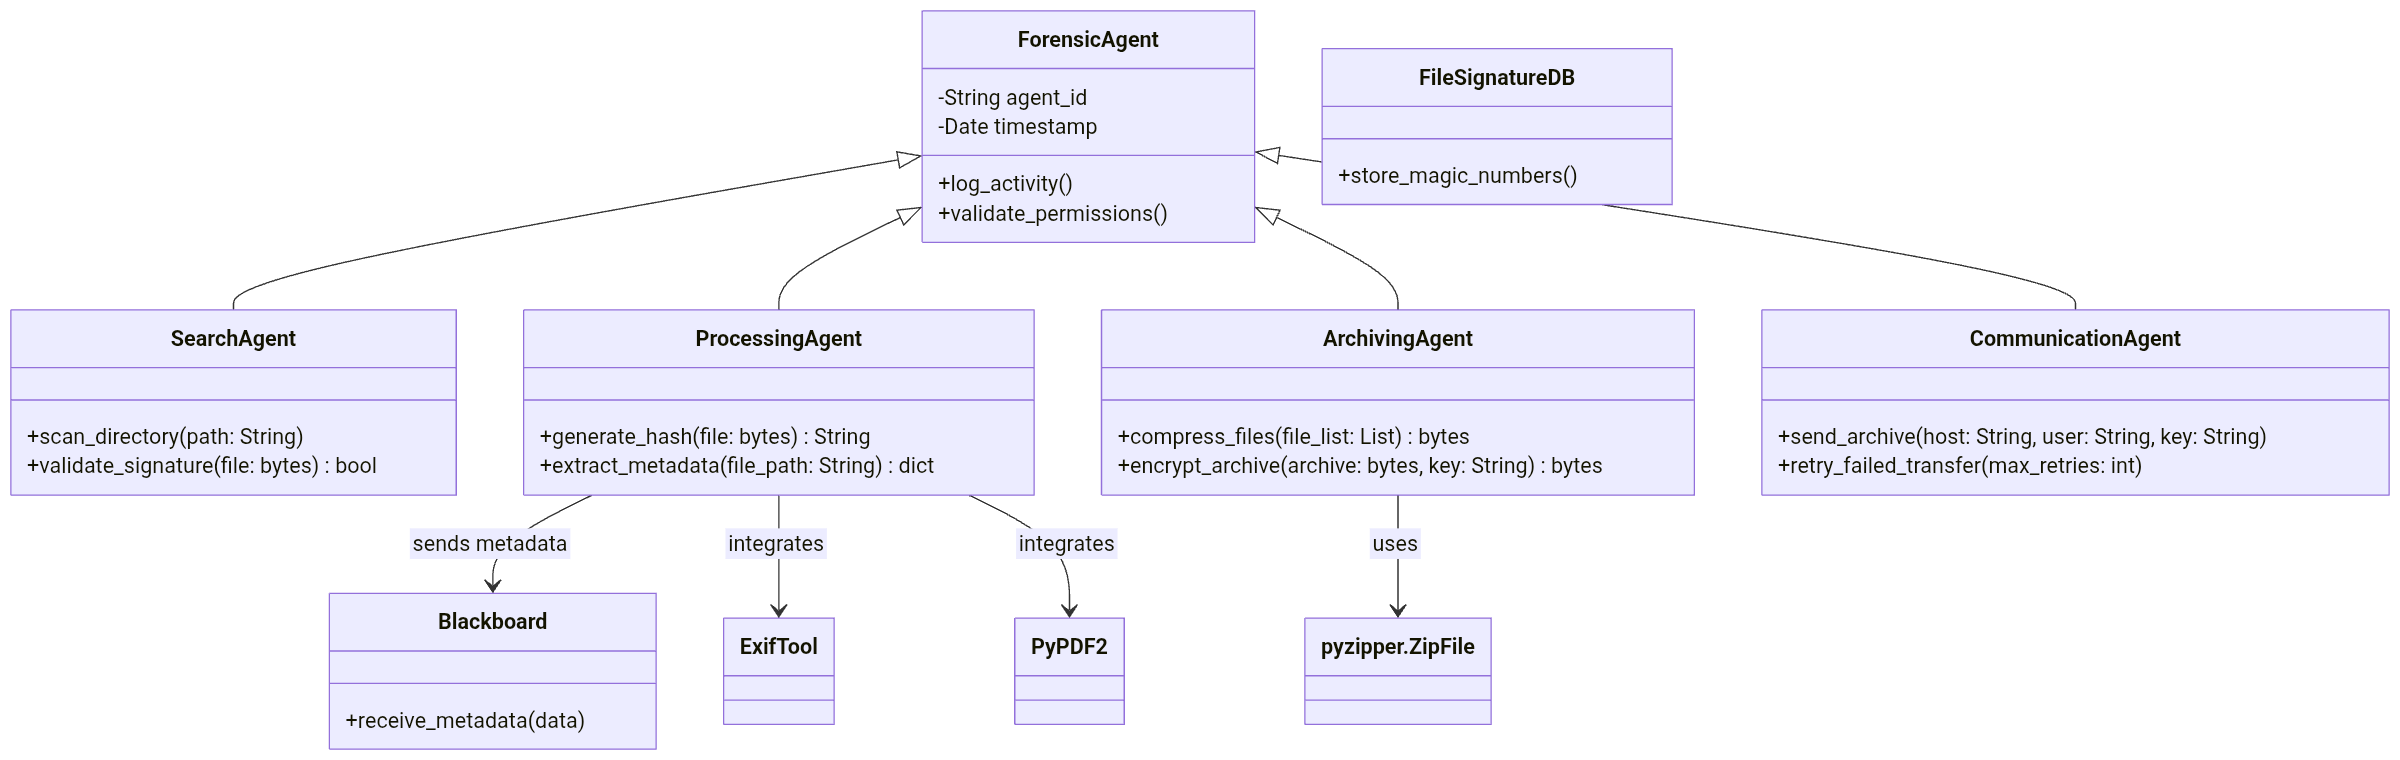 ForensicAgent
-String agent_id
-Date timestamp
+log_activity()
+validate_permissions()
FileSignatureDB
+store_magic_numbers()
SearchAgent
+scan_directory(path: String)
+validate_signature(file: bytes) : bool
ProcessingAgent
+generate_hash(file: bytes) : String
+extract_metadata(file_path: String) : dict
ArchivingAgent
+compress_files(file_list: List) : bytes
+encrypt_archive(archive: bytes, key: String) : bytes
CommunicationAgent
+send_archive(host: String, user: String, key: String)
+retry_failed_transfer(max_retries: int)
sends metadata
integrates
integrates
uses
Blackboard
+receive_metadata(data)
ExifTool
PyPDF2
pyzipper.ZipFile